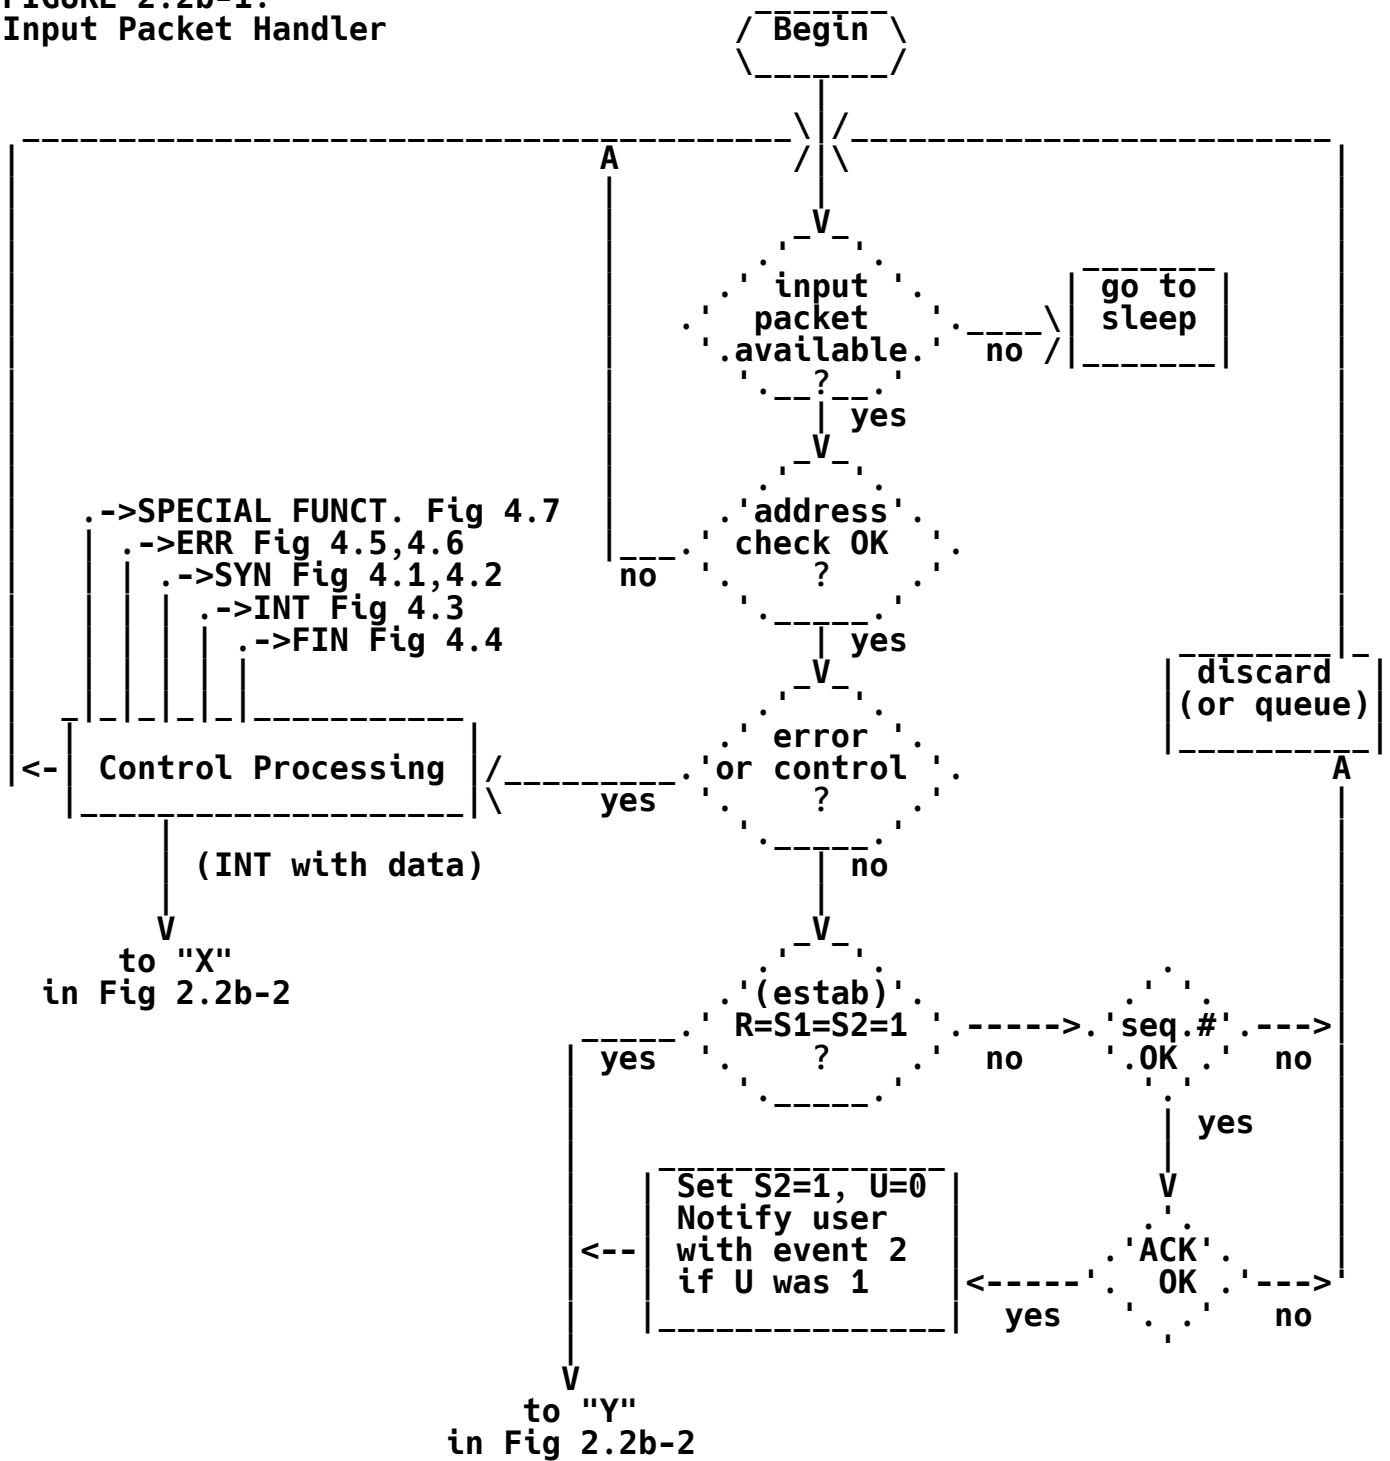 FIGURE 2.2b-1.
Input Packet Handler
Begin
A
V
input
packet
available
?
no
go to
sleep
yes
V
address
check OK
?
no
yes
->SPECIAL FUNCT. Fig 4.7
->ERR Fig 4.5,4.6
->SYN Fig 4.1,4.2
->INT Fig 4.3
->FIN Fig 4.4
V
error
or control
?
yes
no
discard
(or queue)
A
<- Control Processing
(INT with data)
V
to "X"
in Fig 2.2b-2
V
(estab)
R=S1=S2=1
?
yes
no
seq.#
OK
no
yes
V
ACK
OK
yes
no
Set S2=1, U=0
Notify user
with event 2
if U was 1
V
to "Y"
in Fig 2.2b-2